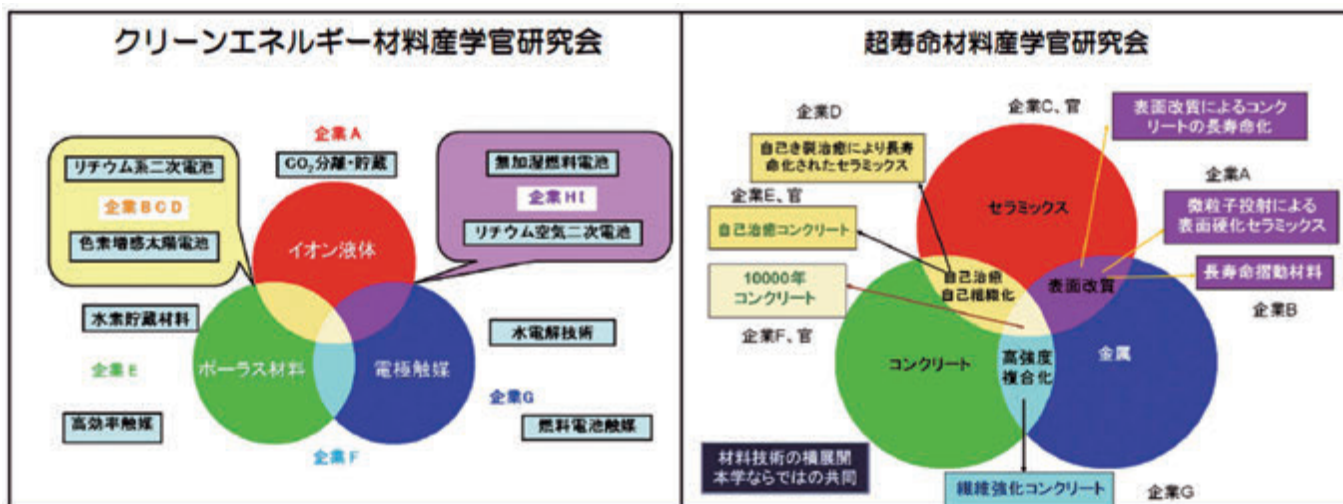 クリーンエネルギー材料産学官研究会
企業A
CO₂分離・貯蔵
リチウム系二次電池
企業BCD
色素増感太陽電池
無加湿燃料電池
企業HI
リチウム空気二次電池
イオン液体
水素貯蔵材料
ポーラス材料
電極触媒
水電解技術
企業E
企業G
高効率触媒
燃料電池触媒
企業F
超寿命材料産学官研究会
企業D
企業C、官
表面改質によるコンク
リートの長寿命化
自己き裂治癒により長寿
命化されたセラミックス
企業A
企業E、官
セラミックス
微粒子投射による
表面硬化セラミックス
自己治癒コンクリート
10000年
コンクリート
自己治癒
自己組織化
表面改質
長寿命摺動材料
企業F、官
企業B
コンクリート
高強度
複合化
金属
材料技術の横展開
本学ならではの共同
繊維強化コンクリート
企業G